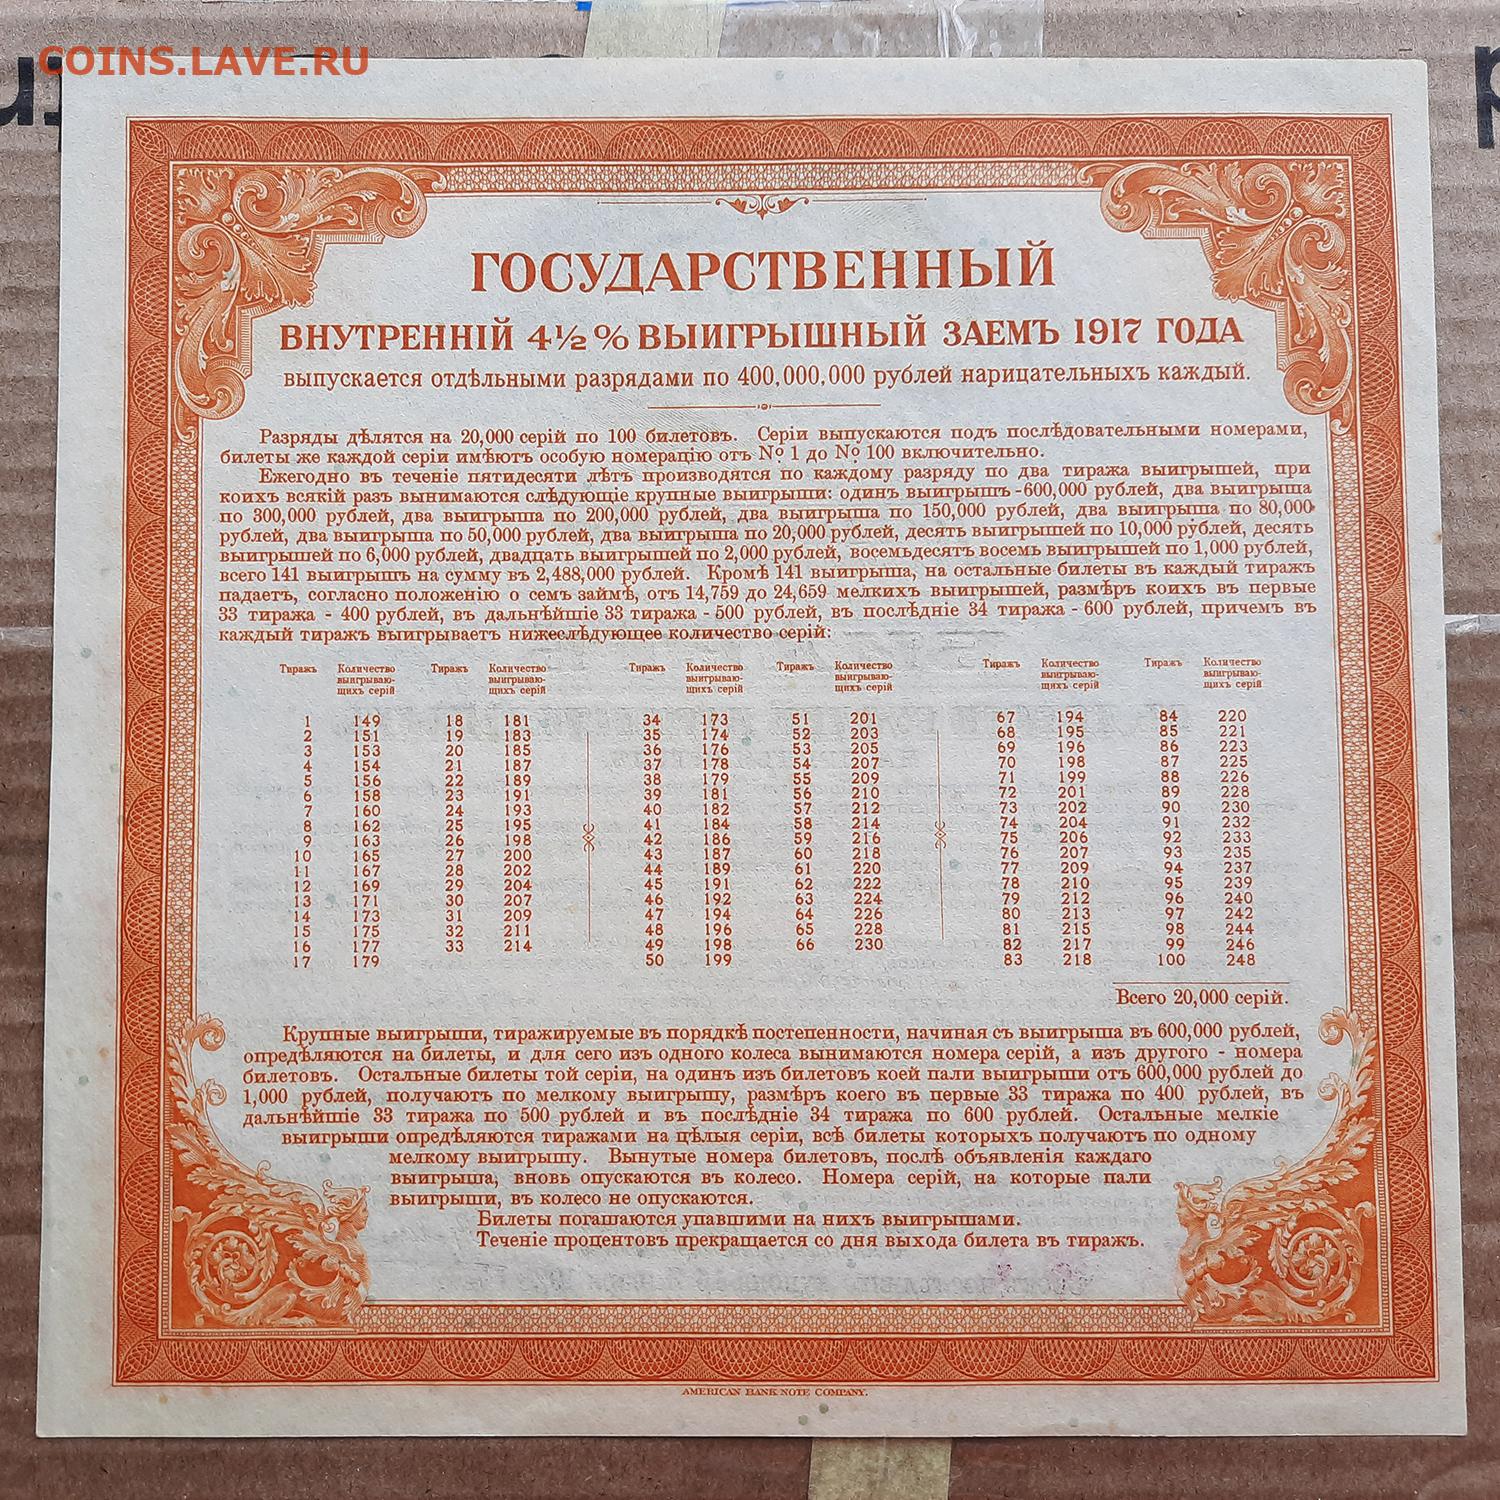 COINS.LAVE.RU
ГОСУДАРСТВЕННЫЙ
ВНУТРЕННІЙ 4½% ВЫИГРЫШНЫЙ ЗАЕМЪ 1917 ГОДА
выпускается отдѣльными разрядами по 400,000,000 рублей нарицательныхъ каждый.
Разряды дѣлятся на 20,000 серій по 100 билетовъ. Серіи выпускаются подъ послѣдовательными номерами,
билеты же каждой серіи имѣютъ особую номерацію отъ № 1 до № 100 включительно.
Ежегодно въ теченіе пятидесяти лѣтъ производятся по каждому разряду по два тиража выигрышей, при
коихъ всякій разъ вынимаются слѣдующіе крупные выигрыши: одинъ выигрышъ -600,000 рублей, два выигрыша
по 300,000 рублей, два выигрыша по 200,000 рублей, два выигрыша по 150,000 рублей, два выигрыша по 80,000
рублей, два выигрыша по 50,000 рублей, два выигрыша по 20,000 рублей, десять выигрышей по 10,000 рублей, десять
выигрышей по 6,000 рублей, двадцать выигрышей по 2,000 рублей, восемьдесятъ восемь выигрышей по 1,000 рублей,
всего 141 выигрышъ на сумму въ 2,488,000 рублей. Кромѣ 141 выигрыша, на остальные билеты въ каждый тиражъ
падаетъ, согласно положенію о семъ займѣ, отъ 14,759 до 24,659 мелкихъ выигрышей, размѣръ коихъ въ первые
33 тиража - 400 рублей, въ дальнѣйшіе 33 тиража - 500 рублей, въ послѣдніе 34 тиража - 600 рублей, причемъ въ
каждый тиражъ выигрываетъ нижеслѣдующее количество серій:
Тиражъ Количество Тиражъ Количество Тиражъ Количество Тиражъ Количество Тиражъ Количество Тиражъ Количество
выигрываю- выигрываю- выигрываю- выигрываю- выигрываю- выигрываю-
щихъ серій щихъ серій щихъ серій щихъ серій щихъ серій щихъ серій
1 149 18 181 34 173 51 201 67 194 84 220
2 151 19 183 35 174 52 203 68 195 85 221
3 153 20 185 36 176 53 205 69 196 86 223
4 154 21 187 37 178 54 207 70 198 87 225
5 156 22 189 38 179 55 209 71 199 88 226
6 158 23 191 39 181 56 210 72 201 89 228
7 160 24 193 40 182 57 212 73 202 90 230
8 162 25 195 41 184 58 214 74 204 91 232
9 163 26 198 42 186 59 216 75 206 92 233
10 165 27 200 43 187 60 218 76 207 93 235
11 167 28 202 44 189 61 220 77 209 94 237
12 169 29 204 45 191 62 222 78 210 95 239
13 171 30 207 46 192 63 224 79 212 96 240
14 173 31 209 47 194 64 226 80 213 97 242
15 175 32 211 48 196 65 228 81 215 98 244
16 177 33 214 49 198 66 230 82 217 99 246
17 179 50 199 83 218 100 248
Всего 20,000 серій.
Крупные выигрыши, тиражируемые въ порядкѣ постепенности, начиная съ выигрыша въ 600,000 рублей,
опредѣляются на билеты, и для сего изъ одного колеса вынимаются номера серій, а изъ другого - номера
билетовъ. Остальные билеты той серіи, на одинъ изъ билетовъ коей пали выигрыши отъ 600,000 рублей до
1,000 рублей, получаютъ по мелкому выигрышу, размѣръ коего въ первые 33 тиража по 400 рублей, въ
дальнѣйшіе 33 тиража по 500 рублей и въ послѣдніе 34 тиража по 600 рублей. Остальные мелкіе
выигрыши опредѣляются тиражами на цѣлыя серіи, всѣ билеты которыхъ получаютъ по одному
мелкому выигрышу. Вынутые номера билетовъ, послѣ объявленія каждаго
выигрыша, вновь опускаются въ колесо. Номера серій, на которые пали
выигрыши, въ колесо не опускаются.
Билеты погашаются упавшими на нихъ выигрышами.
Теченіе процентовъ прекращается со дня выхода билета въ тиражъ.
AMERICAN BANK NOTE COMPANY.